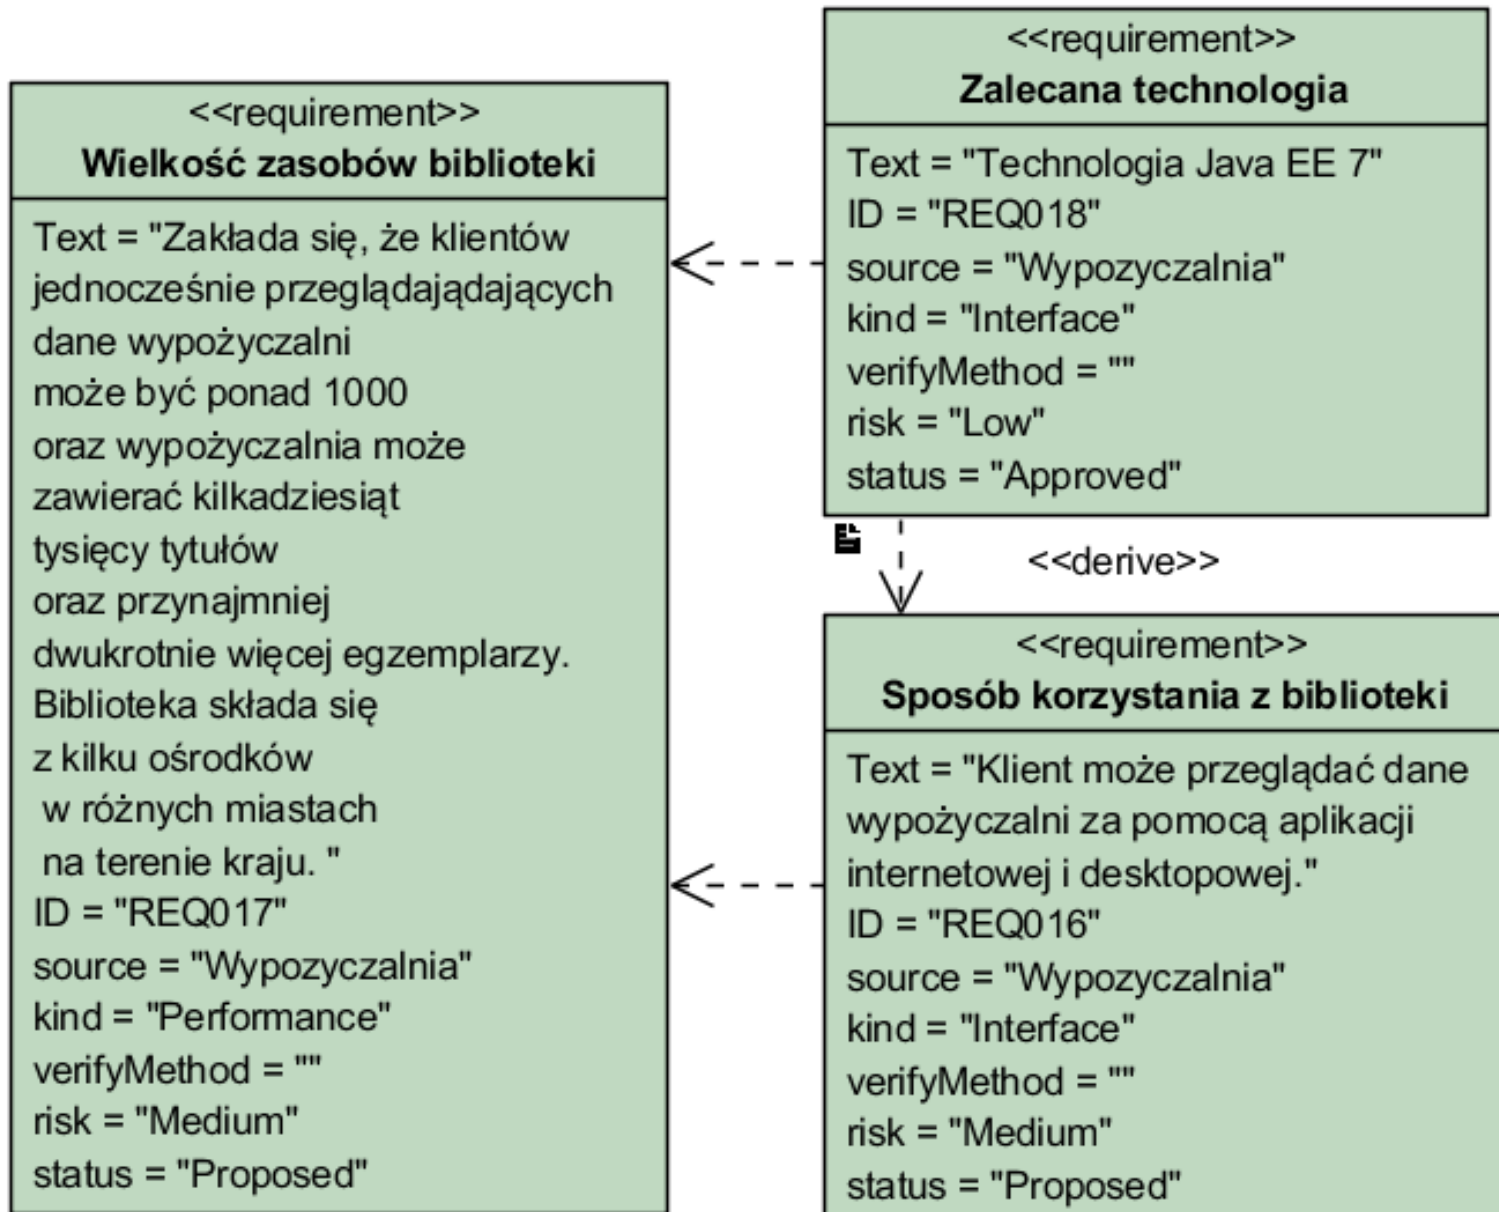 <<requirement>>
Wielkość zasobów biblioteki
Text = "Zakłada się, że klientów
jednocześnie przeglądajądających
dane wypożyczalni
może być ponad 1000
oraz wypożyczalnia może
zawierać kilkadziesiąt
tysięcy tytułów
oraz przynajmniej
dwukrotnie więcej egzemplarzy.
Biblioteka składa się
z kilku ośrodków
w różnych miastach
na terenie kraju. "
ID = "REQ017"
source = "Wypozyczalnia"
kind = "Performance"
verifyMethod = ""
risk = "Medium"
status = "Proposed"
<<requirement>>
Zalecana technologia
Text = "Technologia Java EE 7"
ID = "REQ018"
source = "Wypozyczalnia"
kind = "Interface"
verifyMethod = ""
risk = "Low"
status = "Approved"
<<derive>>
<<requirement>>
Sposób korzystania z biblioteki
Text = "Klient może przeglądać dane
wypożyczalni za pomocą aplikacji
internetowej i desktopowej."
ID = "REQ016"
source = "Wypozyczalnia"
kind = "Interface"
verifyMethod = ""
risk = "Medium"
status = "Proposed"